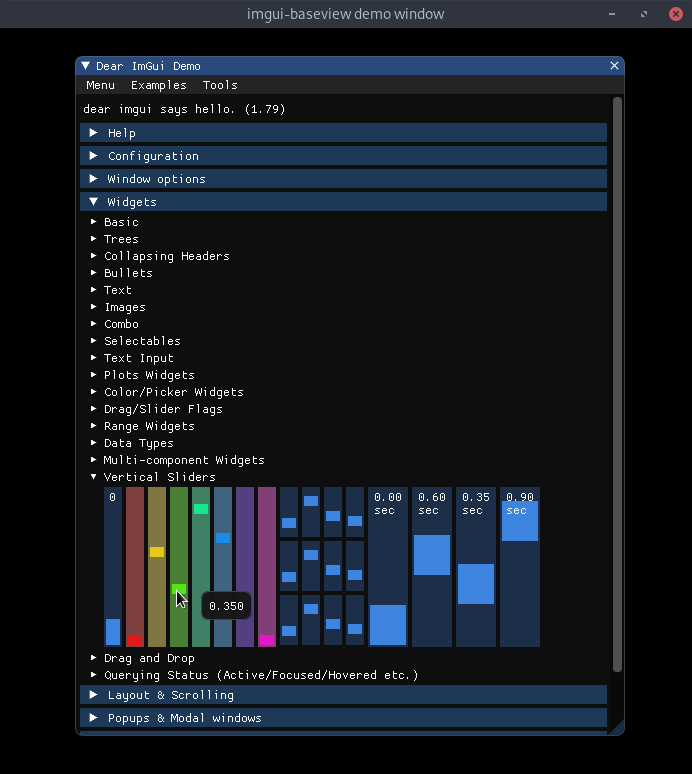 imgui-baseview demo window
Dear ImGui Demo
Menu Examples Tools
dear imgui says hello. (1.79)
Help
Configuration
Window options
Widgets
Basic
Trees
Collapsing Headers
Bullets
Text
Images
Combo
Selectables
Text Input
Plots Widgets
Color/Picker Widgets
Drag/Slider Flags
Range Widgets
Data Types
Multi-component Widgets
Vertical Sliders
0 0.00 0.60 0.35 0.90
sec sec sec sec
0.350
Drag and Drop
Querying Status (Active/Focused/Hovered etc.)
Layout & Scrolling
Popups & Modal windows